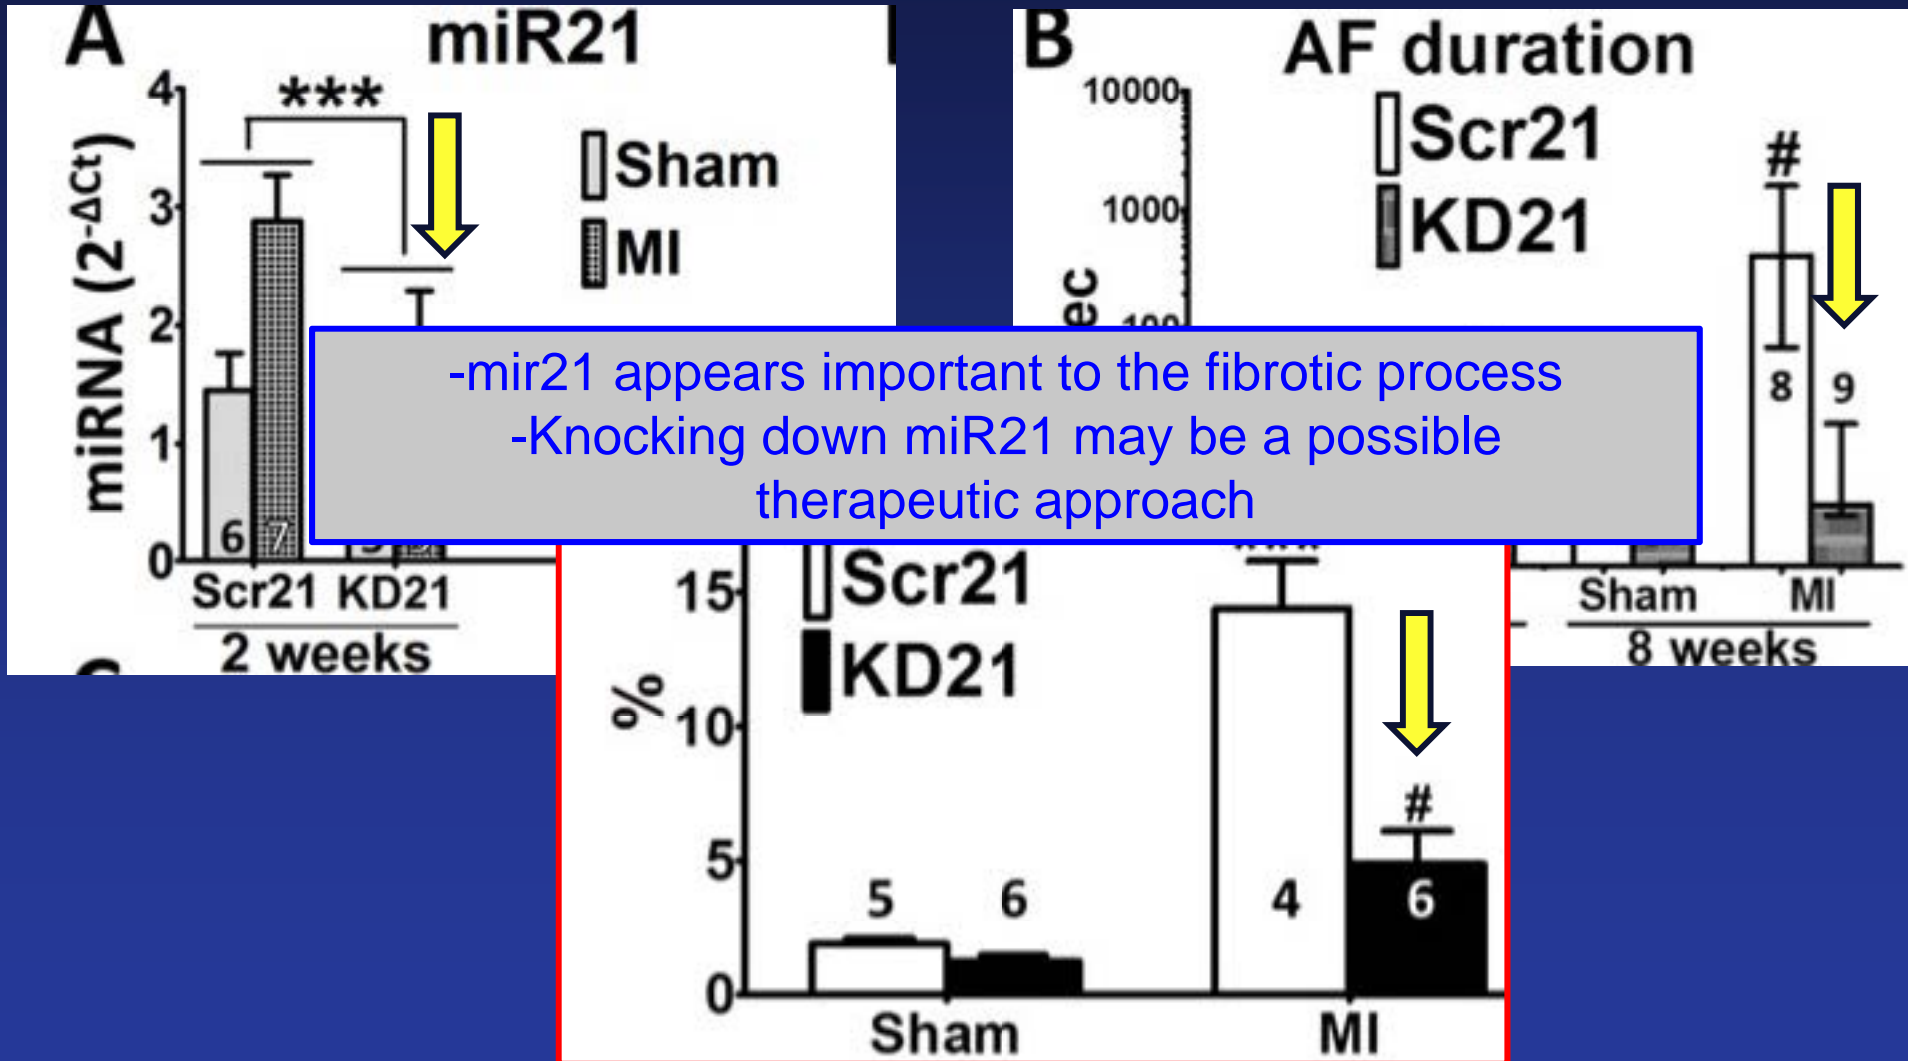 A
miR21
***
miRNA (2-ΔCt)
4
3
2
1
0
Sham
MI
6
7
Scr21 KD21
2 weeks
B
AF duration
10000
1000
Scr21
KD21
#
8
9
Sham
MI
8 weeks
-mir21 appears important to the fibrotic process
-Knocking down miR21 may be a possible
therapeutic approach
Scr21
KD21
%
15
10
5
0
5
6
4
#
6
Sham
MI